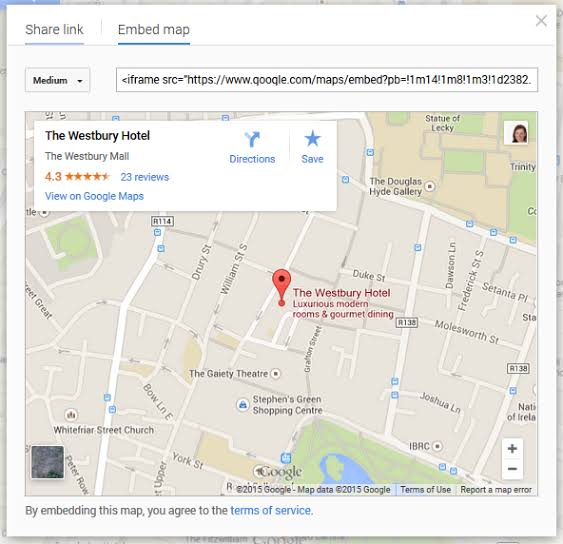 Share link
Embed map
Medium
<iframe src="https://www.google.com/maps/embed?pb=!1m14!1m8!1m3!1d2382.
The Westbury Hotel
The Westbury Mall
4.3
23 reviews
View on Google Maps
Directions
Save
Statue of
Lecky
Trinity
The Douglas
Hyde Gallery
R114
Drury St
William St S
Dawson Ln
Frederick St S
Duke St
Setanta Pl
The Westbury Hotel
Luxurious modern
rooms & gourmet dining
R138
Molesworth St
Grafton Street
The Gaiety Theatre
R138
Bow Ln E
Stephen's Green
Shopping Centre
Joshua Ln
Whitefriar Street Church
York St
Peter Row
IBRC
Google
©2015 Google - Map data ©2015 Google
Terms of Use
Report a map error
By embedding this map, you agree to the terms of service.